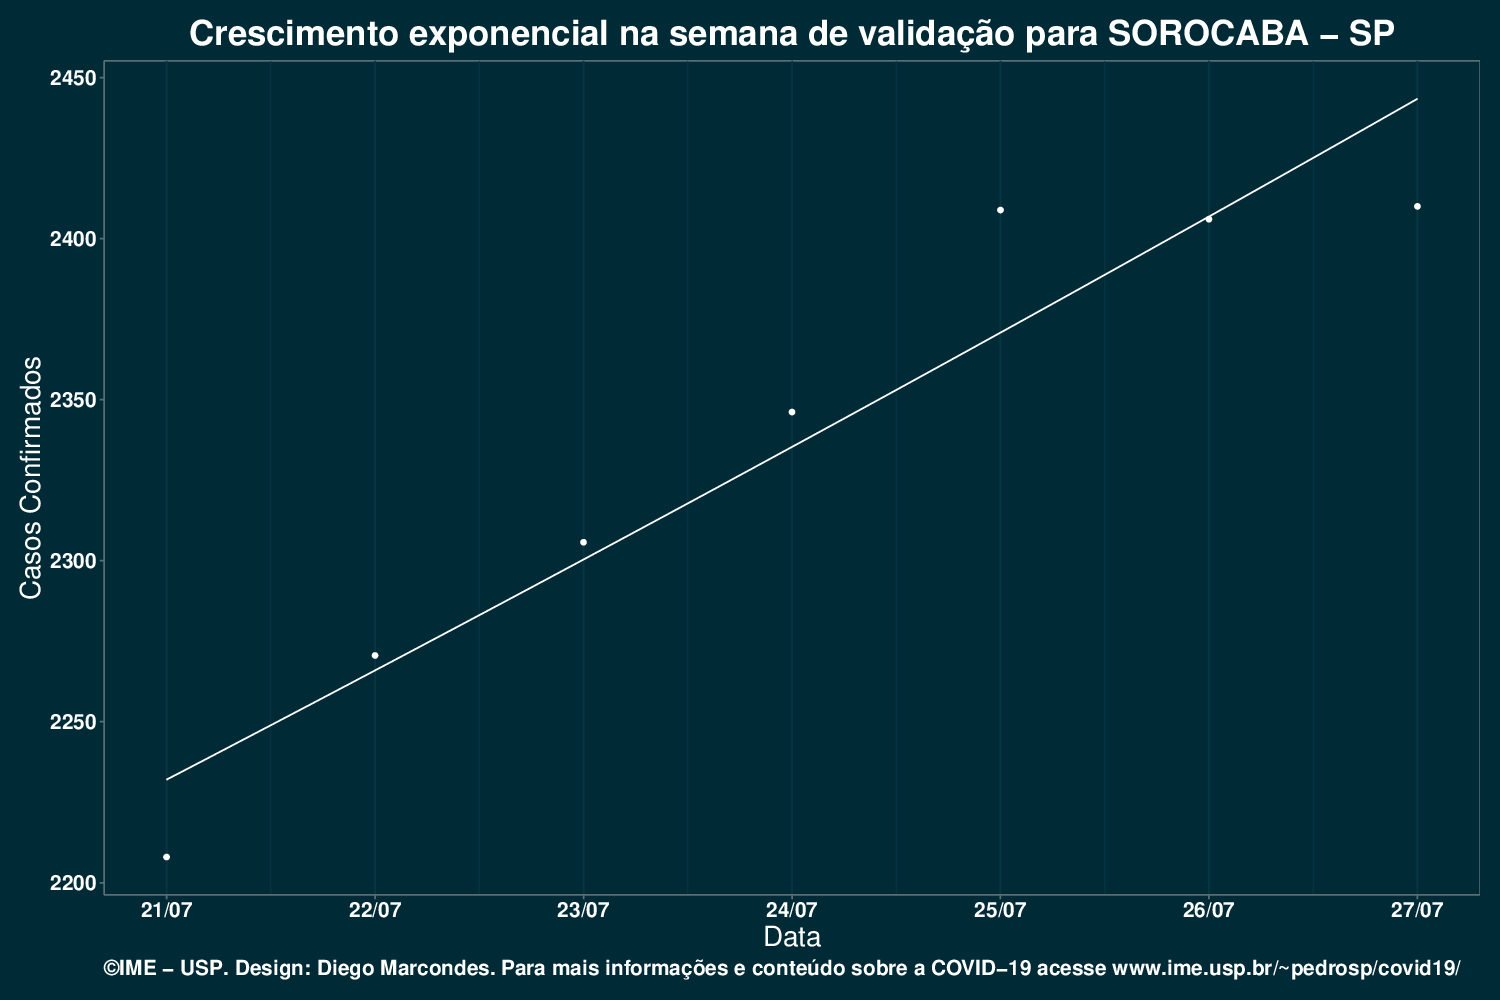 Crescimento exponencial na semana de validação para SOROCABA – SP
2450
2400
2350
2300
2250
2200
Casos Confirmados
21/07 22/07 23/07 24/07 25/07 26/07 27/07
Data
©IME – USP. Design: Diego Marcondes. Para mais informações e conteúdo sobre a COVID–19 acesse www.ime.usp.br/~pedrosp/covid19/